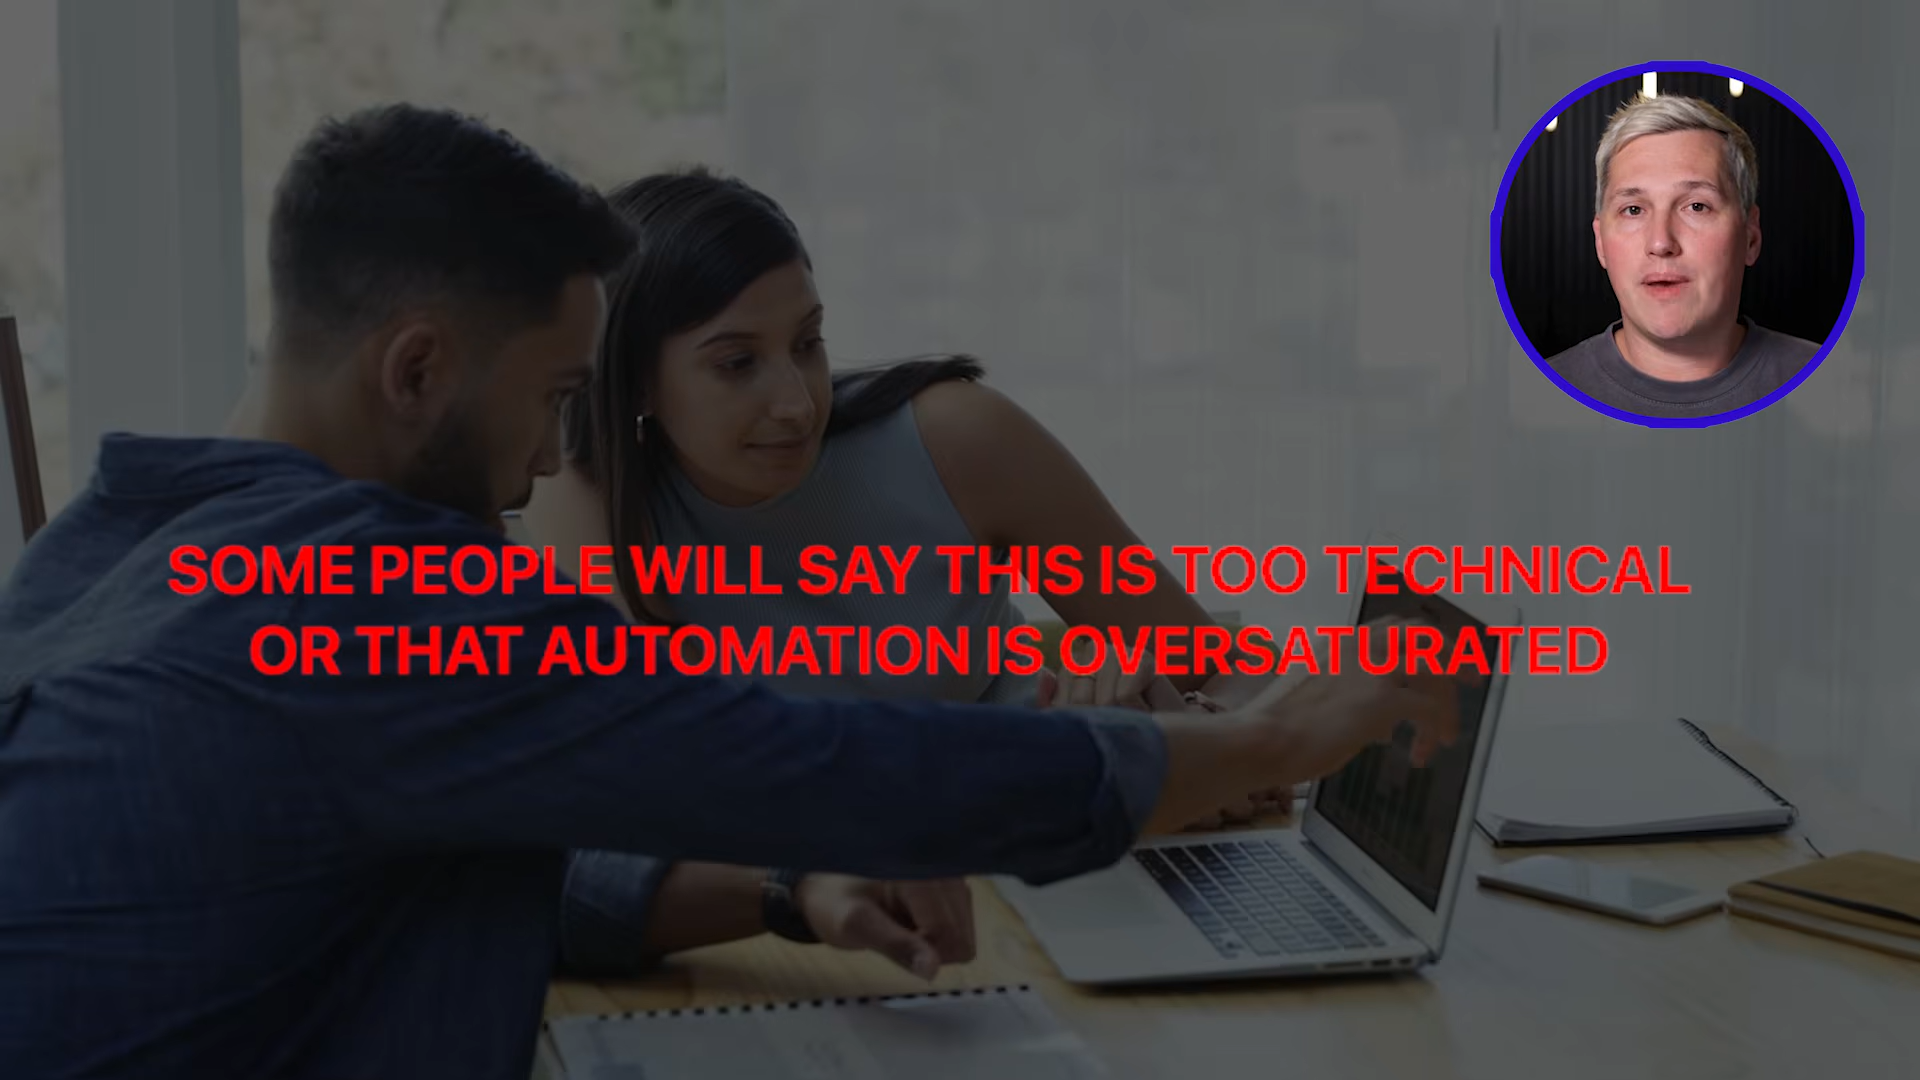 SOME PEOPLE WILL SAY THIS IS TOO TECHNICAL
OR THAT AUTOMATION IS OVERSATURATED